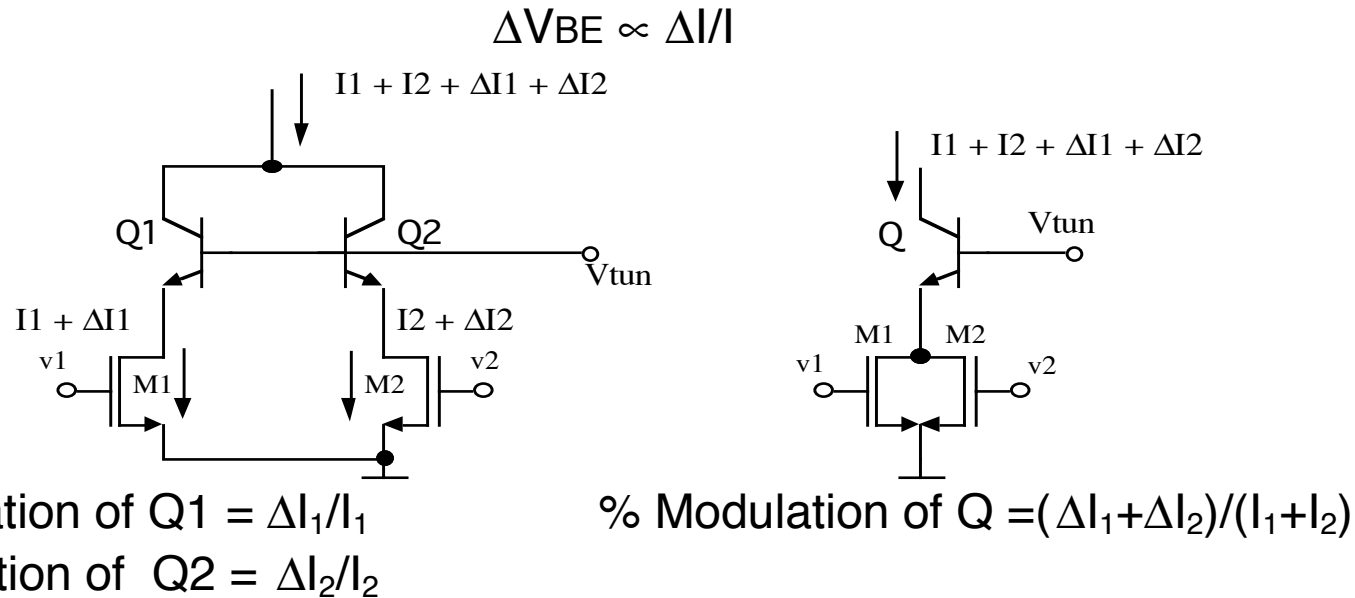 ΔVBE ∝ ΔI/I
I1 + I2 + ΔI1 + ΔI2
Q1
Q2
Vtun
I1 + ΔI1
I2 + ΔI2
v1
M1
M2
v2
I1 + I2 + ΔI1 + ΔI2
Q
Vtun
M1
M2
v1
v2
of Q1 = ΔI₁/I₁
% Modulation of Q =(ΔI₁+ΔI₂)/(I₁+I₂)
of Q2 = ΔI₂/I₂